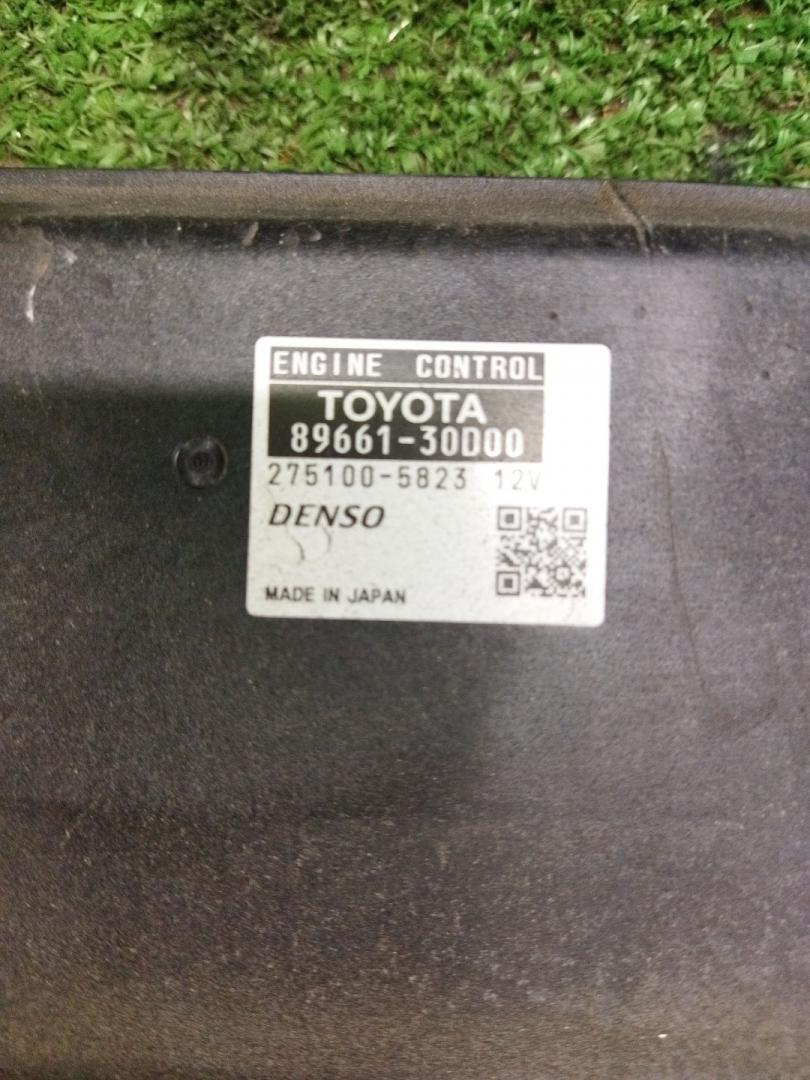 ENGINE CONTROL
TOYOTA
89661-30D00
275100-5823 12V
DENSO
MADE IN JAPAN